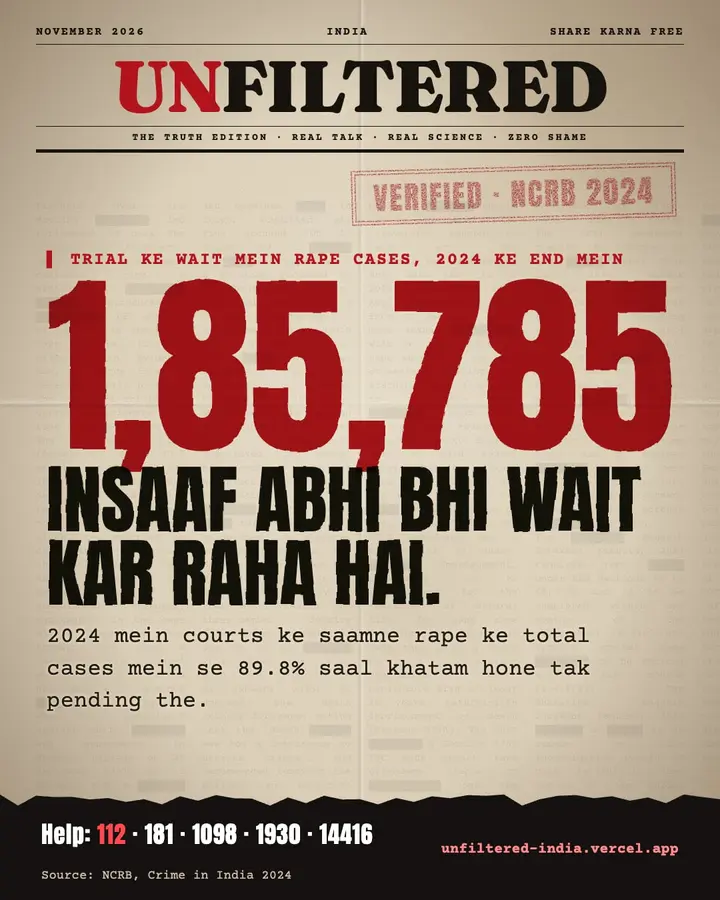 NOVEMBER 2026 INDIA SHARE KARNA FREE
UNFILTERED
THE TRUTH EDITION · REAL TALK · REAL SCIENCE · ZERO SHAME
VERIFIED · NCRB 2024
TRIAL KE WAIT MEIN RAPE CASES, 2024 KE END MEIN
1,85,785
INSAAF ABHI BHI WAIT
KAR RAHA HAI.
2024 mein courts ke saamne rape ke total
cases mein se 89.8% saal khatam hone tak
pending the.
Help: 112 · 181 · 1098 · 1930 · 14416
unfiltered-india.vercel.app
Source: NCRB, Crime in India 2024